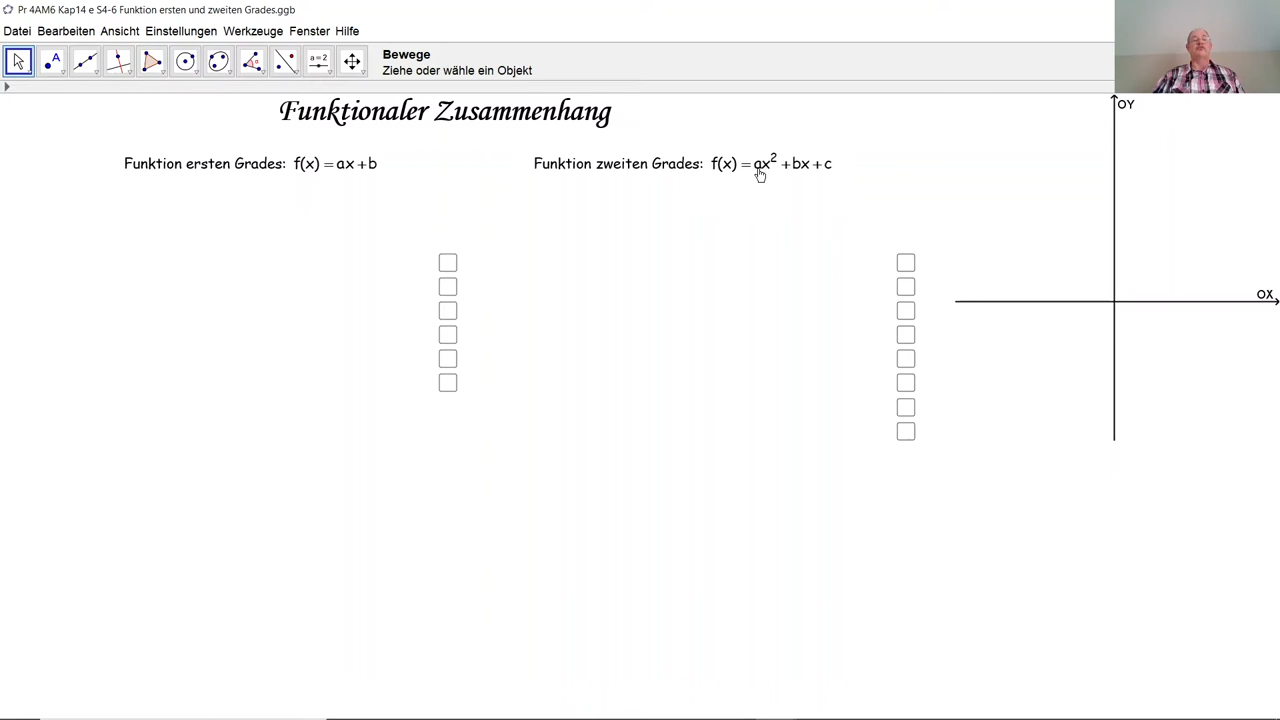 Pr 4AM6 Kap14 e S4-6 Funktion ersten und zweiten Grades.ggb
Datei Bearbeiten Ansicht Einstellungen Werkzeuge Fenster Hilfe
A
a=2
Bewege
Ziehe oder wähle ein Objekt
Funktionaler Zusammenhang
OY
Funktion ersten Grades: f(x) = ax + b
Funktion zweiten Grades: f(x) = ax² + bx + c
OX